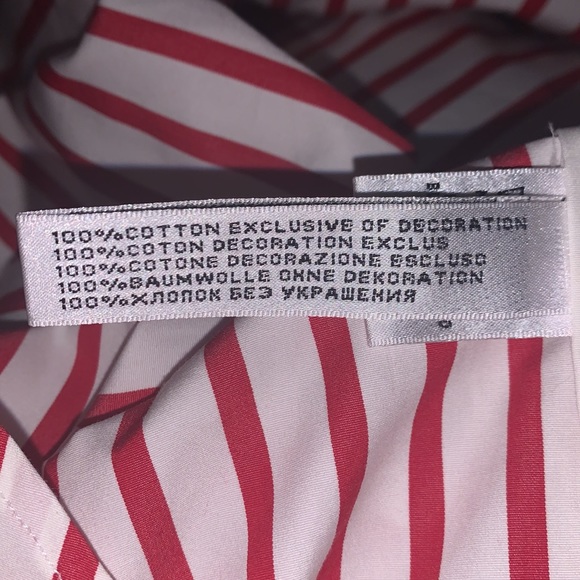 100%COTTON EXCLUSIVE OF DECORATION
100% COTON DECORATION EXCLUS
100%COTONE DECORAZIONE ESCLUSO
100%BAUMWOLLE OHNE DEKORATION
100%ХЛОПОК БЕЗ УКРАШЕНИЯ